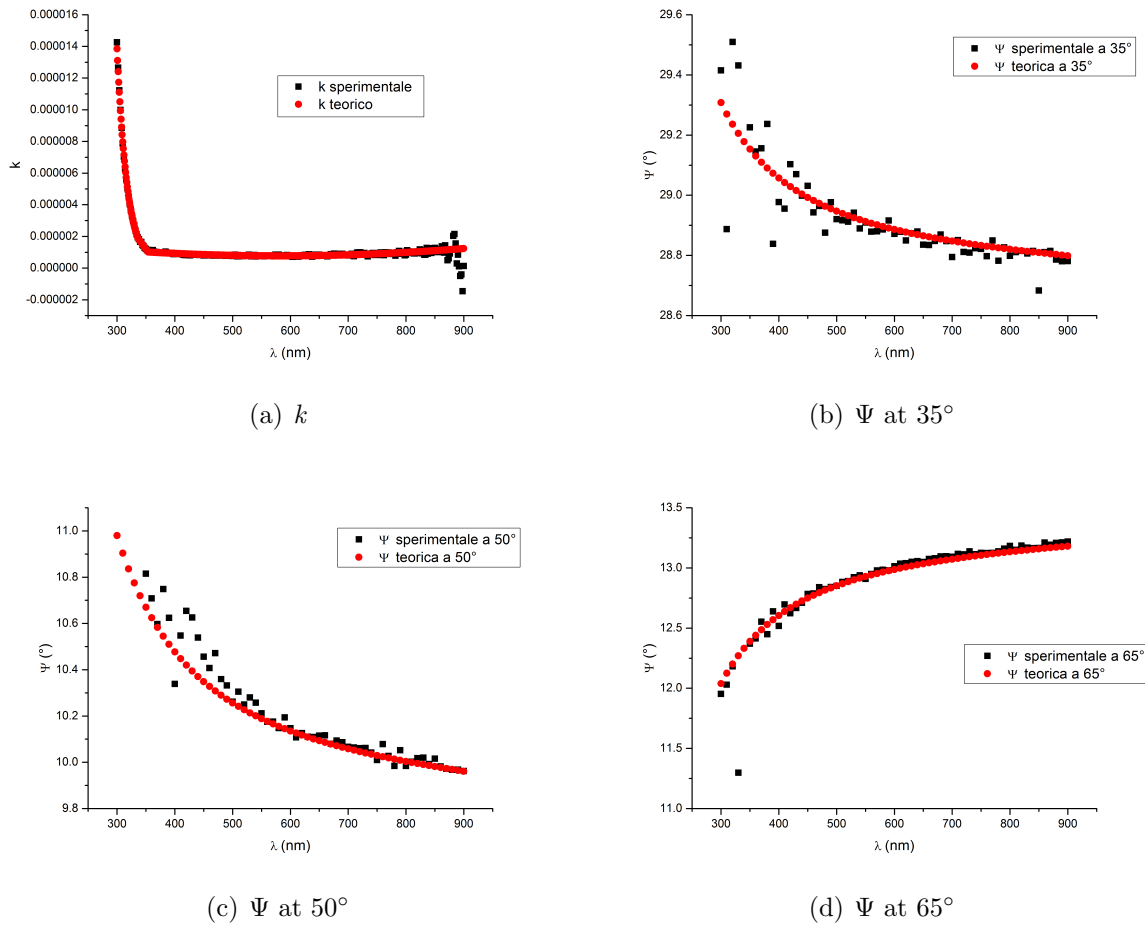 0.000016
0.000014
0.000012
0.000010
0.000008
0.000006
0.000004
0.000002
0.000000
-0.000002
k
k sperimentale
k teorico
300 400 500 600 700 800 900
λ (nm)
(a) k
29.6
29.4
29.2
29.0
28.8
28.6
Ψ (°)
Ψ sperimentale a 35°
Ψ teorica a 35°
300 400 500 600 700 800 900
λ (nm)
(b) Ψ at 35°
11.0
10.8
10.6
10.4
10.2
10.0
9.8
Ψ (°)
Ψ sperimentale a 50°
Ψ teorica a 50°
300 400 500 600 700 800 900
λ (nm)
(c) Ψ at 50°
13.5
13.0
12.5
12.0
11.5
11.0
Ψ (°)
Ψ sperimentale a 65°
Ψ teorica a 65°
300 400 500 600 700 800 900
λ (nm)
(d) Ψ at 65°